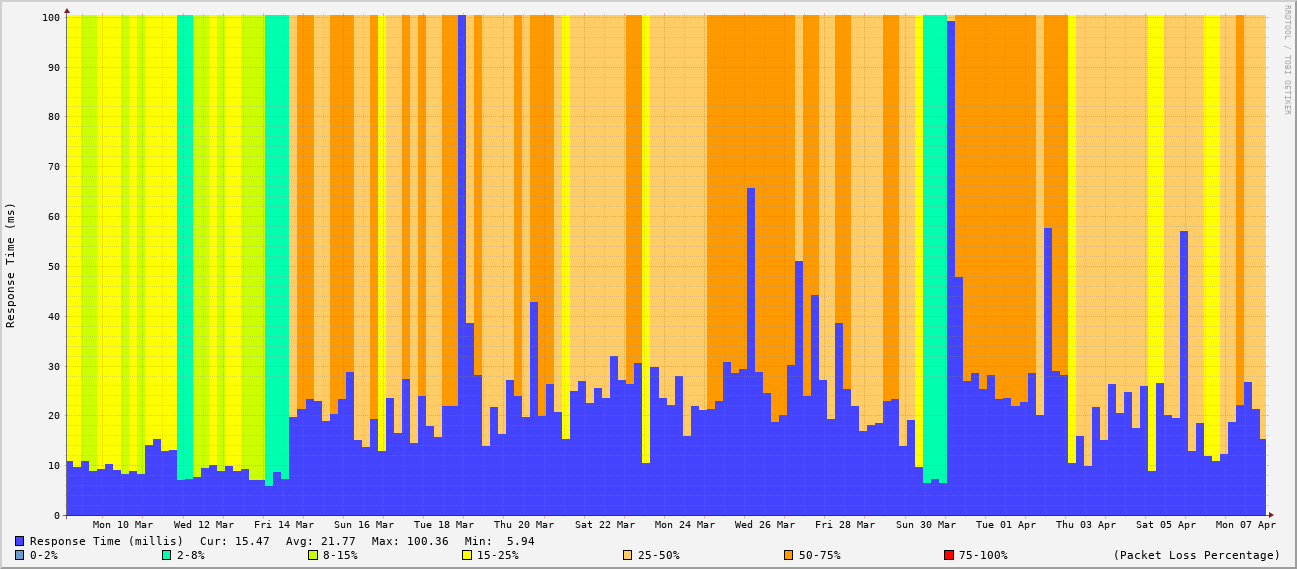 RRDTOOL / TOBI OETIKER
Response Time (ms)
100
90
80
70
60
50
40
30
20
10
0
Mon 10 Mar Wed 12 Mar Fri 14 Mar Sun 16 Mar Tue 18 Mar Thu 20 Mar Sat 22 Mar Mon 24 Mar Wed 26 Mar Fri 28 Mar Sun 30 Mar Tue 01 Apr Thu 03 Apr Sat 05 Apr Mon 07 Apr
Response Time (millis) Cur: 15.47 Avg: 21.77 Max: 100.36 Min: 5.94
0-2% 2-8% 8-15% 15-25% 25-50% 50-75% 75-100% (Packet Loss Percentage)